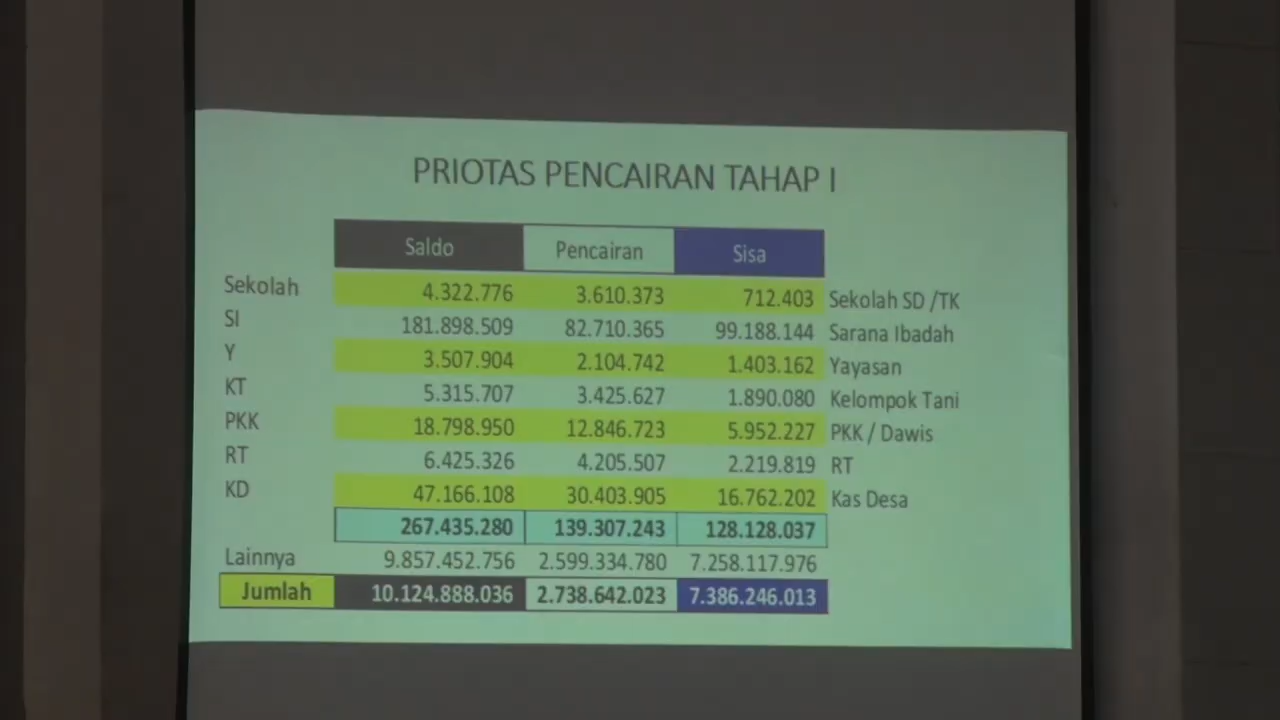 PRIOTAS PENCAIRAN TAHAP I
Saldo Pencairan Sisa
Sekolah 4.322.776 3.610.373 712.403 Sekolah SD /TK
SI 181.898.509 82.710.365 99.188.144 Sarana Ibadah
Y 3.507.904 2.104.742 1.403.162 Yayasan
KT 5.315.707 3.425.627 1.890.080 Kelompok Tani
PKK 18.798.950 12.846.723 5.952.227 PKK / Dawis
RT 6.425.326 4.205.507 2.219.819 RT
KD 47.166.108 30.403.905 16.762.202 Kas Desa
267.435.280 139.307.243 128.128.037
Lainnya 9.857.452.756 2.599.334.780 7.258.117.976
Jumlah 10.124.888.036 2.738.642.023 7.386.246.013